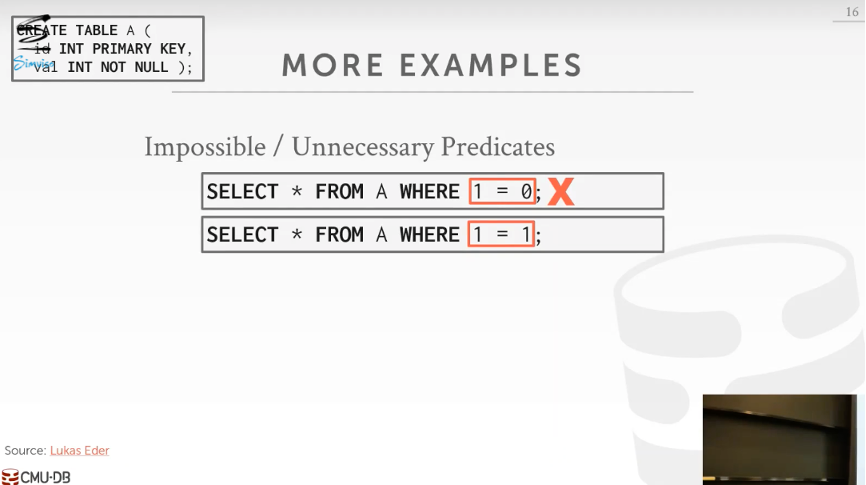 16
CREATE TABLE A (
id INT PRIMARY KEY,
val INT NOT NULL );
Simvice
MORE EXAMPLES
Impossible / Unnecessary Predicates
SELECT * FROM A WHERE 1 = 0; X
SELECT * FROM A WHERE 1 = 1;
Source: Lukas Eder
CMU·DB